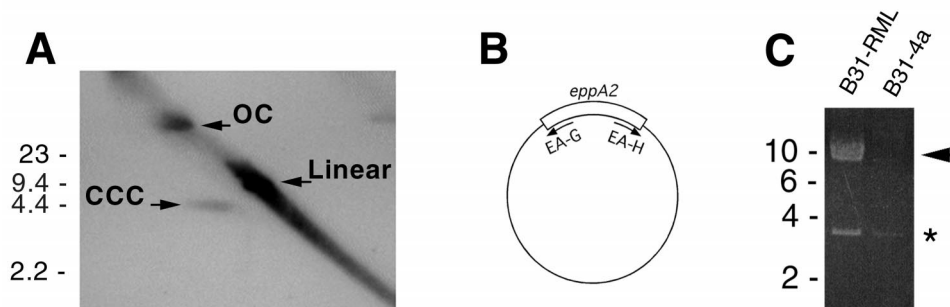 A
OC
Linear
CCC
23 -
9.4 -
4.4 -
2.2 -
B
eppA2
EA-G
EA-H
C
B31-RML
B31-4a
10 -
6 -
4 -
2 -
*